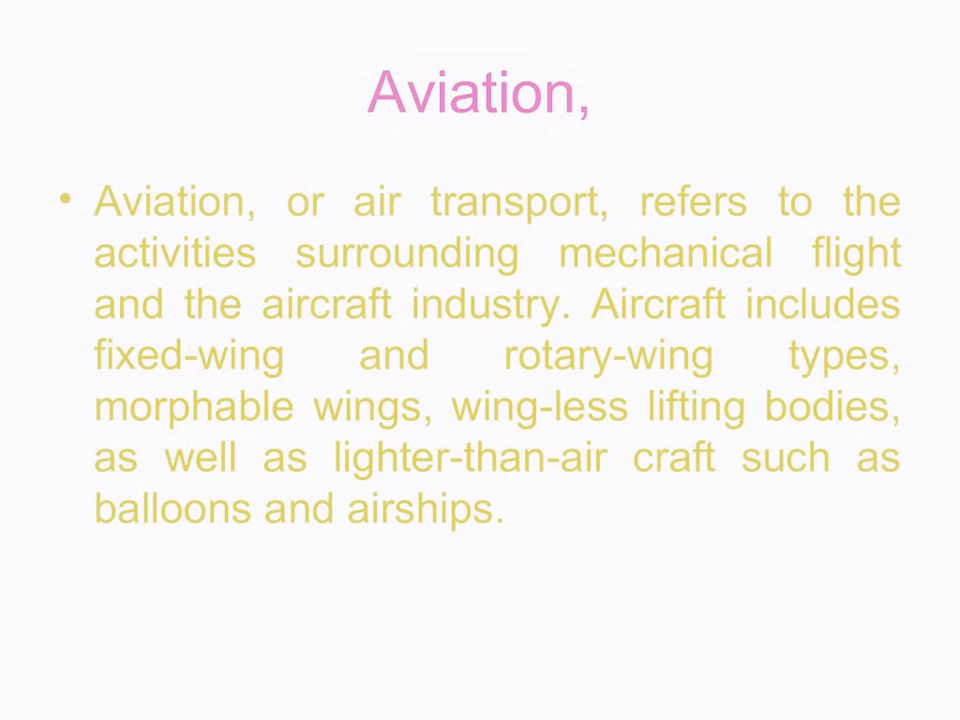 Aviation,
• Aviation, or air transport, refers to the
activities surrounding mechanical flight
and the aircraft industry. Aircraft includes
fixed-wing and rotary-wing types,
morphable wings, wing-less lifting bodies,
as well as lighter-than-air craft such as
balloons and airships.